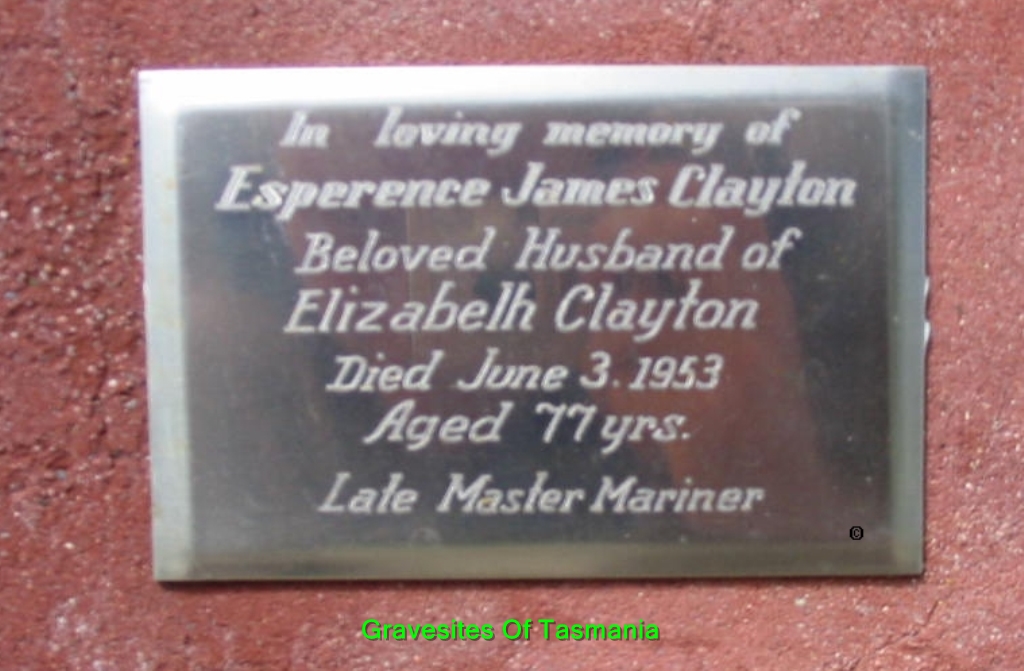 In loving memory of
Esperence James Clayton
Beloved Husband of
Elizabeth Clayton
Died June 3. 1953
Aged 77 yrs.
Late Master Mariner
©
Gravesites Of Tasmania